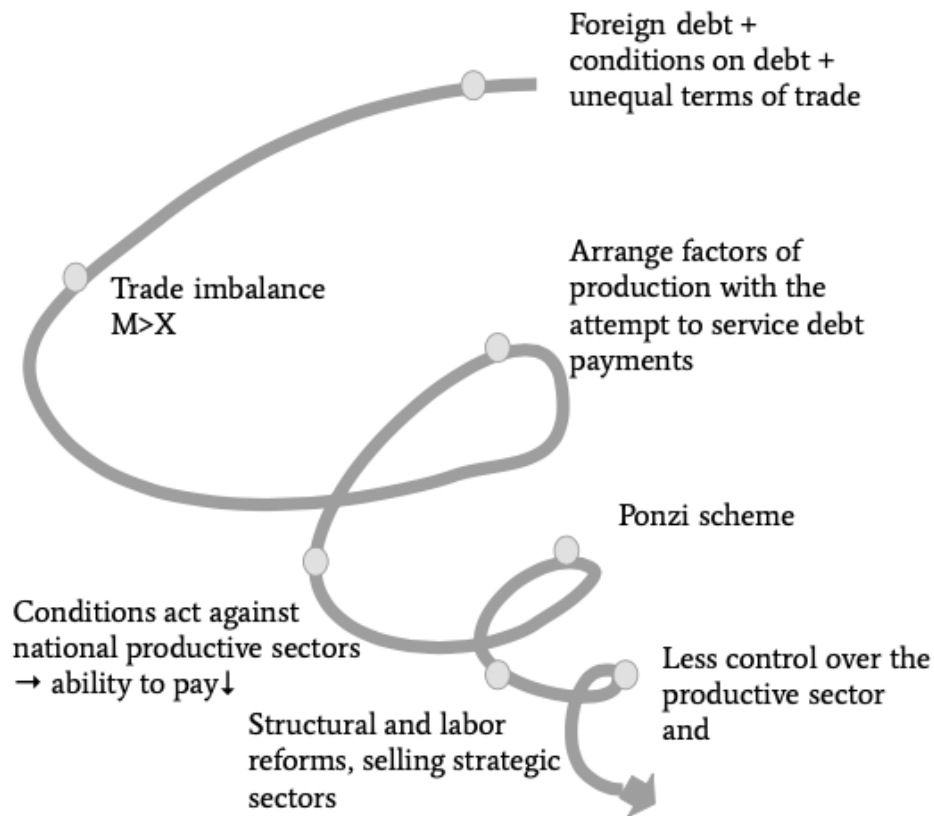 Foreign debt +
conditions on debt +
unequal terms of trade
Trade imbalance
M>X
Arrange factors of
production with the
attempt to service debt
payments
Conditions act against
national productive sectors
→ ability to pay↓
Ponzi scheme
Structural and labor
reforms, selling strategic
sectors
Less control over the
productive sector
and